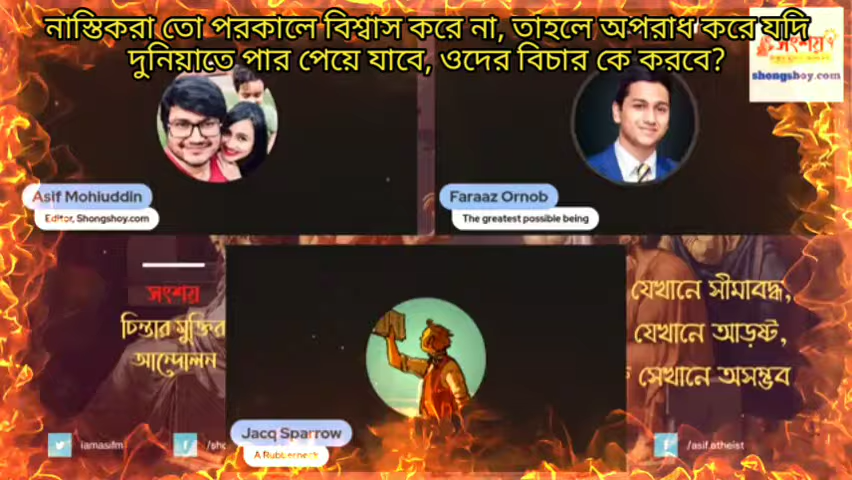 নাস্তিকরা তো পরকালে বিশ্বাস করে না, তাহলে অপরাধ করে যদি
দুনিয়াতে পার পেয়ে যাবে, ওদের বিচার কে করবে?
সংশয়
shongshoy.com
Asif Mohiuddin
Editor, Shongshoy.com
Faraaz Ornob
The greatest possible being
সংশয়
চিন্তার মুক্তির
আন্দোলন
যেখানে সীমাবদ্ধ,
যেখানে আড়ষ্ট,
সেখানে অসম্ভব
Jacq Sparrow
iamasifm
/asif.atheist